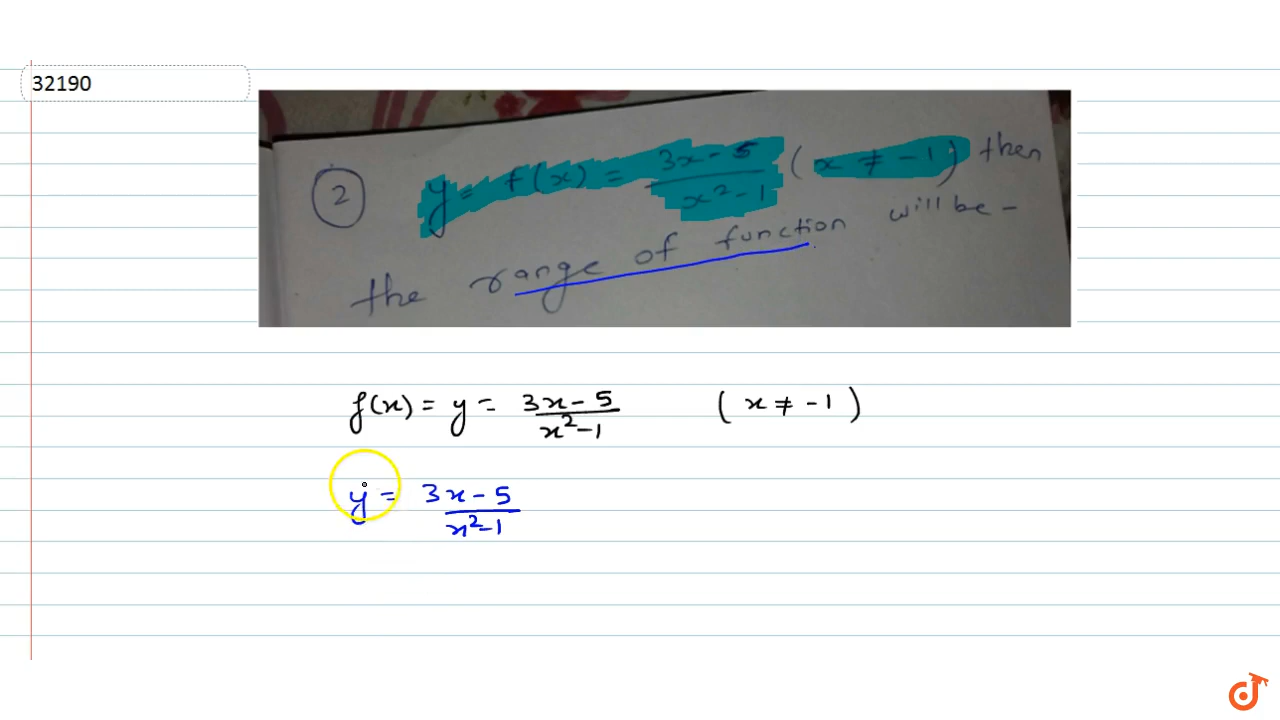 32190
2 y = f(x) = 3x - 5 / x² - 1 ( x ≠ -1) then
the range of function will be -
f(x) = y = 3x - 5 / x² - 1 ( x ≠ -1 )
y = 3x - 5 / x² - 1